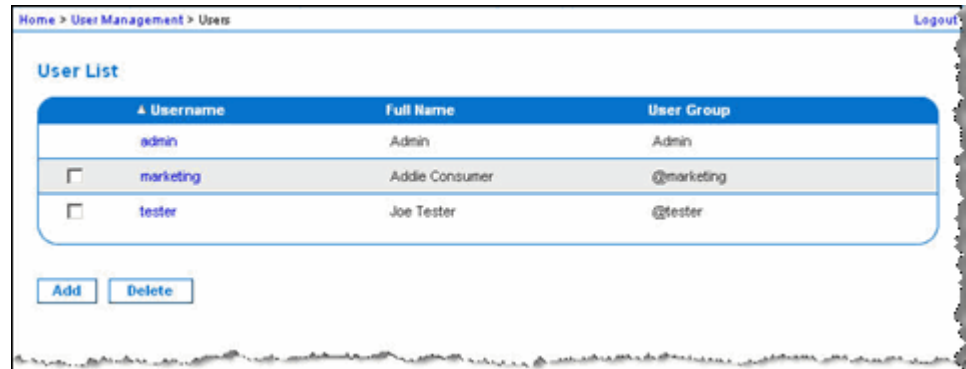 Home > User Management > Users Logout
User List
Username Full Name User Group
admin Admin Admin
marketing Addie Consumer @marketing
tester Joe Tester @tester
Add Delete